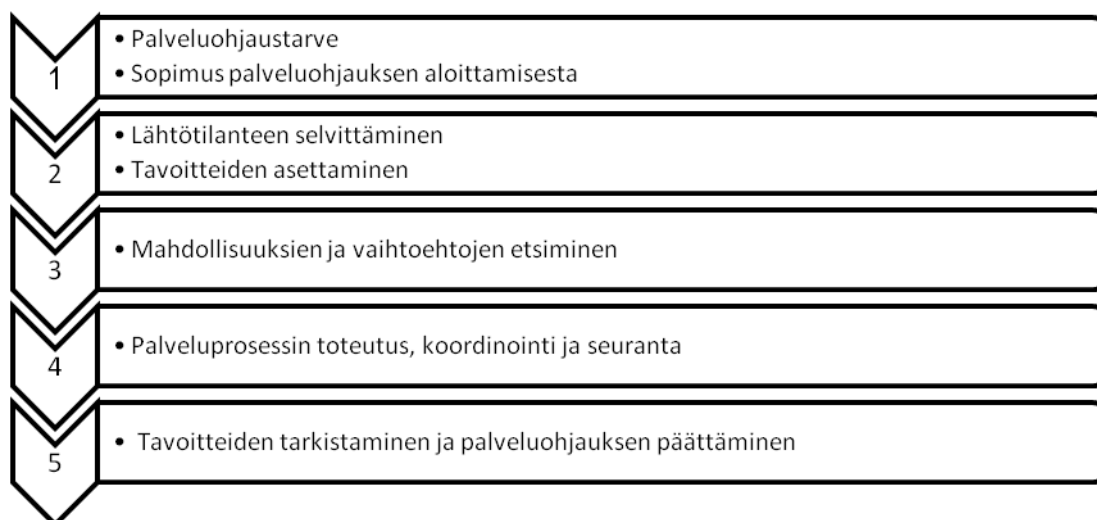 1
• Palveluohjaustarve
• Sopimus palveluohjauksen aloittamisesta
2
• Lähtötilanteen selvittäminen
• Tavoitteiden asettaminen
3
• Mahdollisuuksien ja vaihtoehtojen etsiminen
4
• Palveluprosessin toteutus, koordinointi ja seuranta
5
• Tavoitteiden tarkistaminen ja palveluohjauksen päättäminen